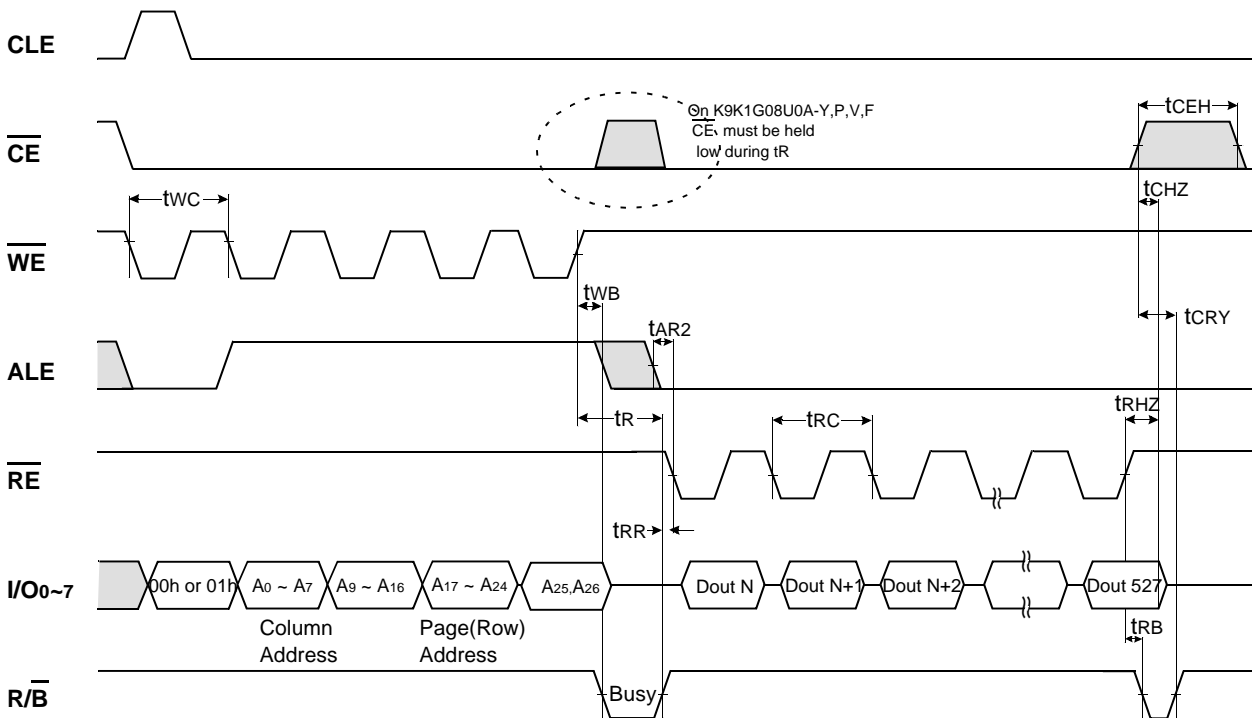 CLE
On K9K1G08U0A-Y,P,V,F
CE must be held
low during tR
tCEH
CE
tWC
tCHZ
WE
tWB
tCRY
tAR2
ALE
tR
tRC
tRHZ
RE
tRR
I/O0~7
00h or 01h
A0 ~ A7
A9 ~ A16
A17 ~ A24
A25,A26
Dout N
Dout N+1
Dout N+2
Dout 527
Column
Address
Page(Row)
Address
tRB
R/B
Busy